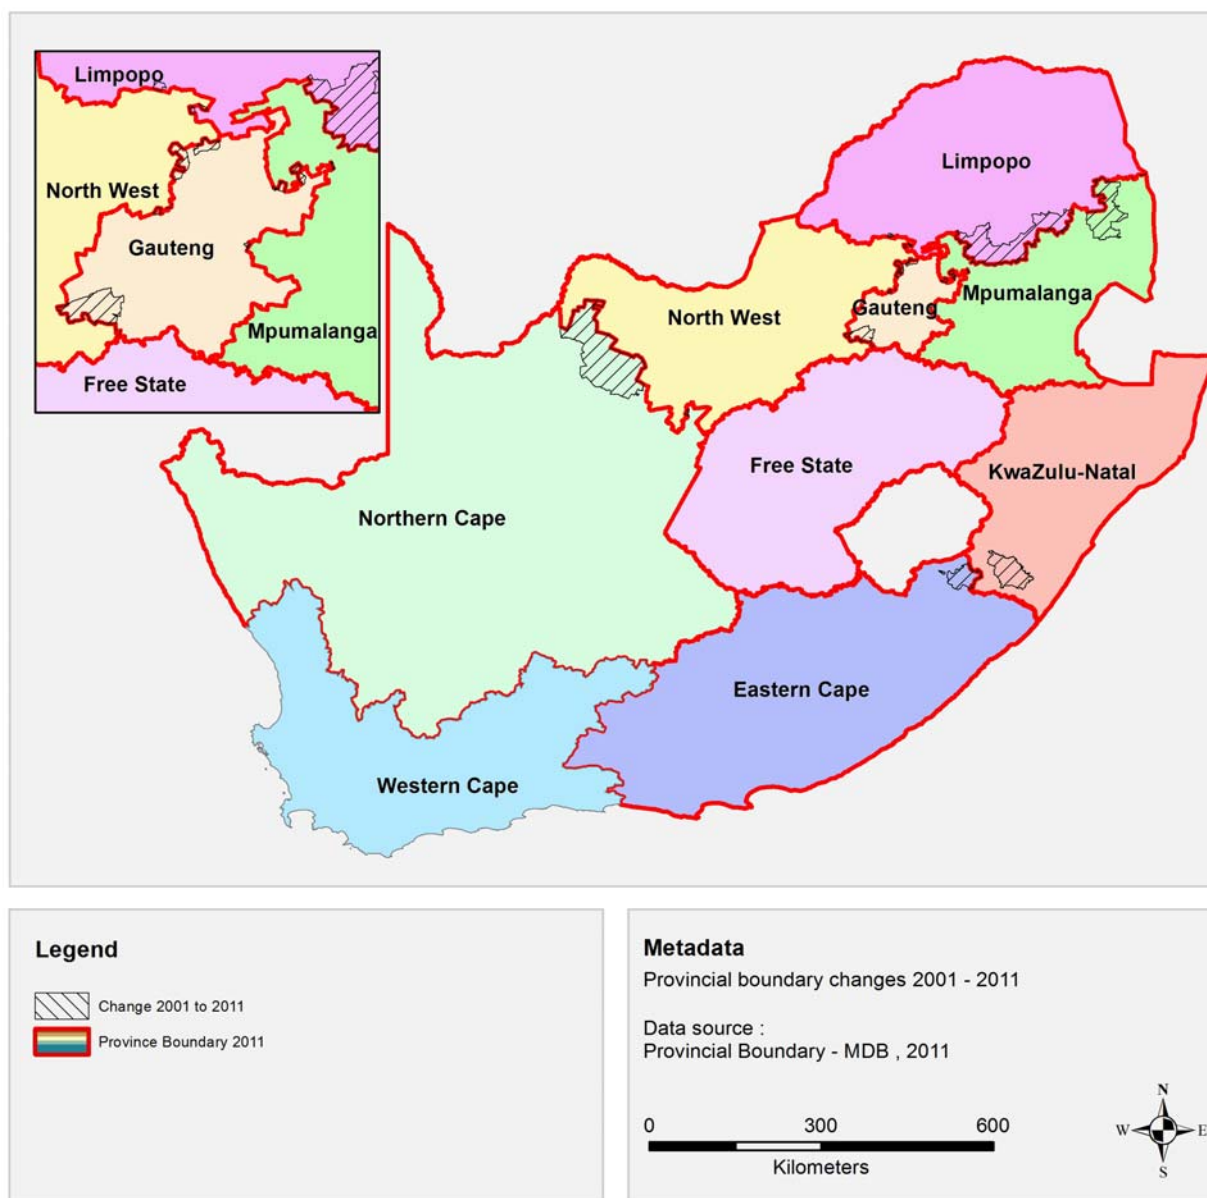 Limpopo
North West
Gauteng
Mpumalanga
Free State
Limpopo
North West
Gauteng
Mpumalanga
Free State
KwaZulu-Natal
Northern Cape
Eastern Cape
Western Cape
Legend
Change 2001 to 2011
Province Boundary 2011
Metadata
Provincial boundary changes 2001 - 2011
Data source :
Provincial Boundary - MDB , 2011
0 300 600
Kilometers
N
W E
S